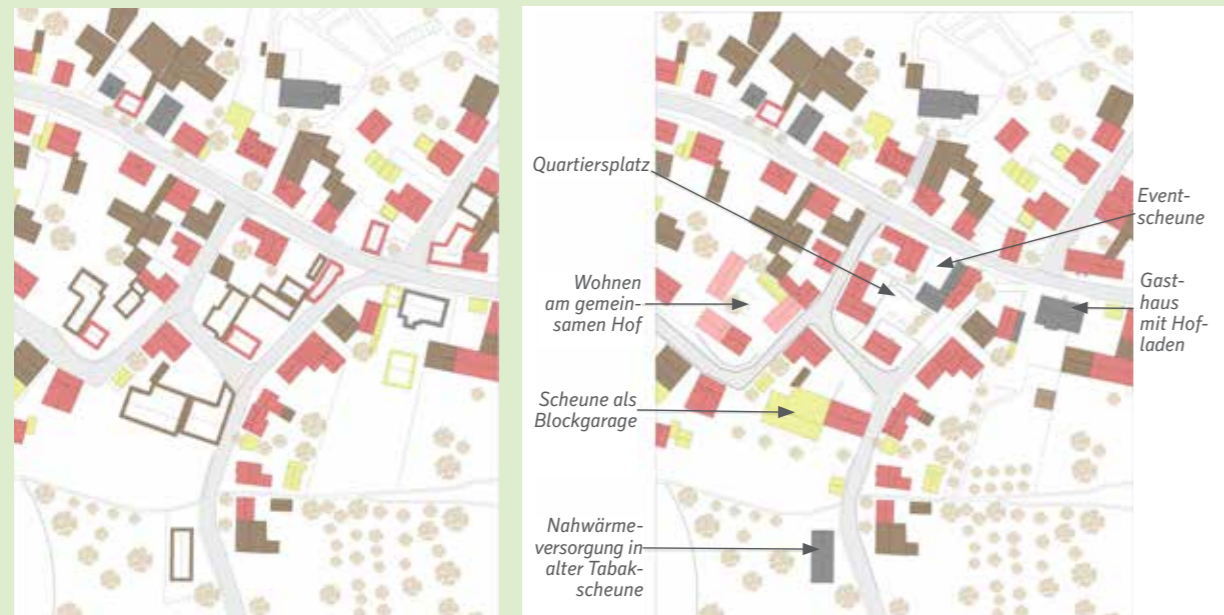 Quartiersplatz
Wohnen
am gemein-
samen Hof
Scheune als
Blockgarage
Nahwärme-
versorgung in
alter Tabak-
scheune
Event-
scheune
Gast-
haus
mit Hof-
laden